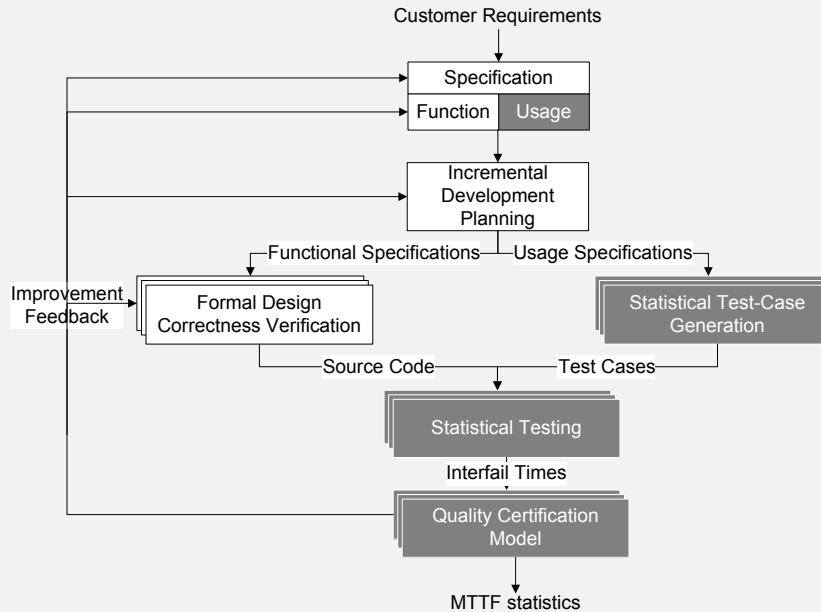 Customer Requirements
Specification
Function
Usage
Incremental
Development
Planning
Functional Specifications
Usage Specifications
Improvement
Feedback
Formal Design
Correctness Verification
Statistical Test-Case
Generation
Source Code
Test Cases
Statistical Testing
Interfail Times
Quality Certification
Model
MTTF statistics